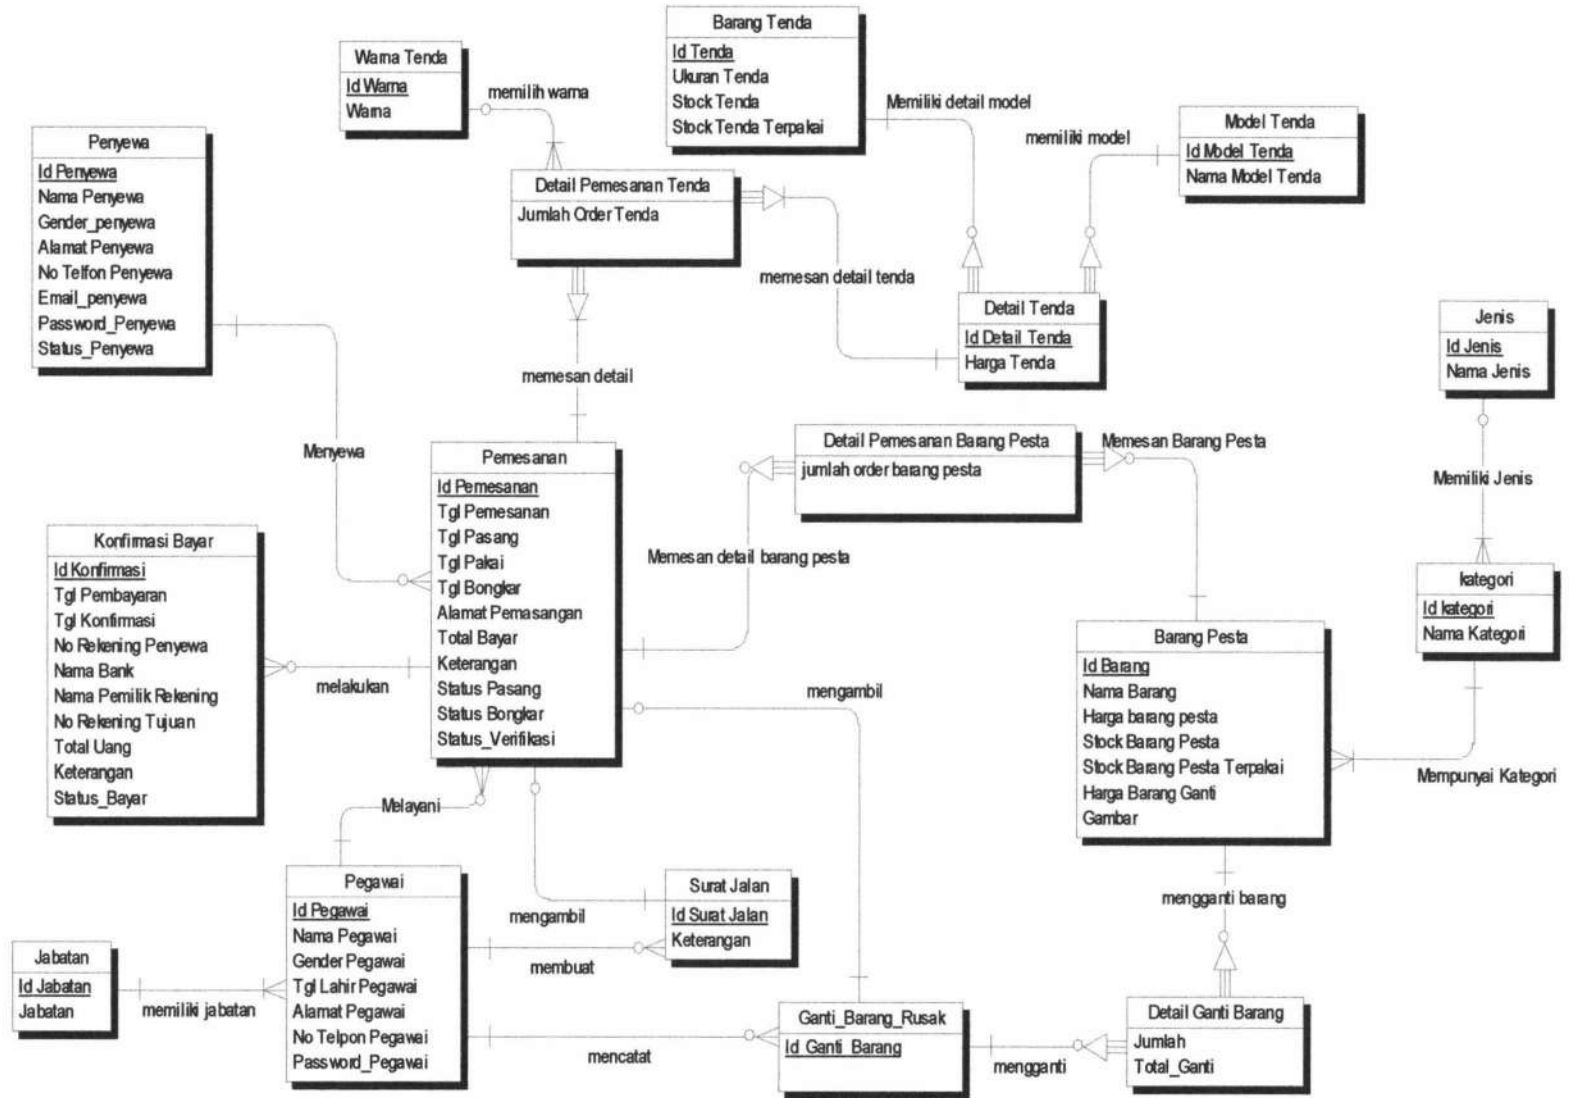 Barang Tenda
Id Tenda
Ukuran Tenda
Stock Tenda
Stock Tenda Terpakai
Warna Tenda
Id Warna
Warna
memilih warna
Memiliki detail model
memiliki model
Model Tenda
Id Model Tenda
Nama Model Tenda
Penyewa
Id Penyewa
Nama Penyewa
Gender_penyewa
Alamat Penyewa
No Telfon Penyewa
Email_penyewa
Password_Penyewa
Status_Penyewa
Detail Pemesanan Tenda
Jumlah Order Tenda
memesan detail tenda
Detail Tenda
Id Detail Tenda
Harga Tenda
Jenis
Id Jenis
Nama Jenis
memesan detail
Menyewa
Pemesanan
Id Pemesanan
Tgl Pemesanan
Tgl Pasang
Tgl Pakai
Tgl Bongkar
Alamat Pemasangan
Total Bayar
Keterangan
Status Pasang
Status Bongkar
Status_Verifikasi
Detail Pemesanan Barang Pesta
jumlah order barang pesta
Memesan Barang Pesta
Memiliki Jenis
Memesan detail barang pesta
Konfirmasi Bayar
Id Konfirmasi
Tgl Pembayaran
Tgl Konfirmasi
No Rekening Penyewa
Nama Bank
Nama Pemilik Rekening
No Rekening Tujuan
Total Uang
Keterangan
Status_Bayar
melakukan
kategori
Id kategori
Nama Kategori
Barang Pesta
Id Barang
Nama Barang
Harga barang pesta
Stock Barang Pesta
Stock Barang Pesta Terpakai
Harga Barang Ganti
Gambar
mengambil
Mempunyai Kategori
Melayani
Pegawai
Id Pegawai
Nama Pegawai
Gender Pegawai
Tgl Lahir Pegawai
Alamat Pegawai
No Telpon Pegawai
Password_Pegawai
mengambil
Surat Jalan
Id Surat Jalan
Keterangan
membuat
mengganti barang
Jabatan
Id Jabatan
Jabatan
memiliki jabatan
mencatat
Ganti_Barang_Rusak
Id Ganti Barang
mengganti
Detail Ganti Barang
Jumlah
Total_Ganti